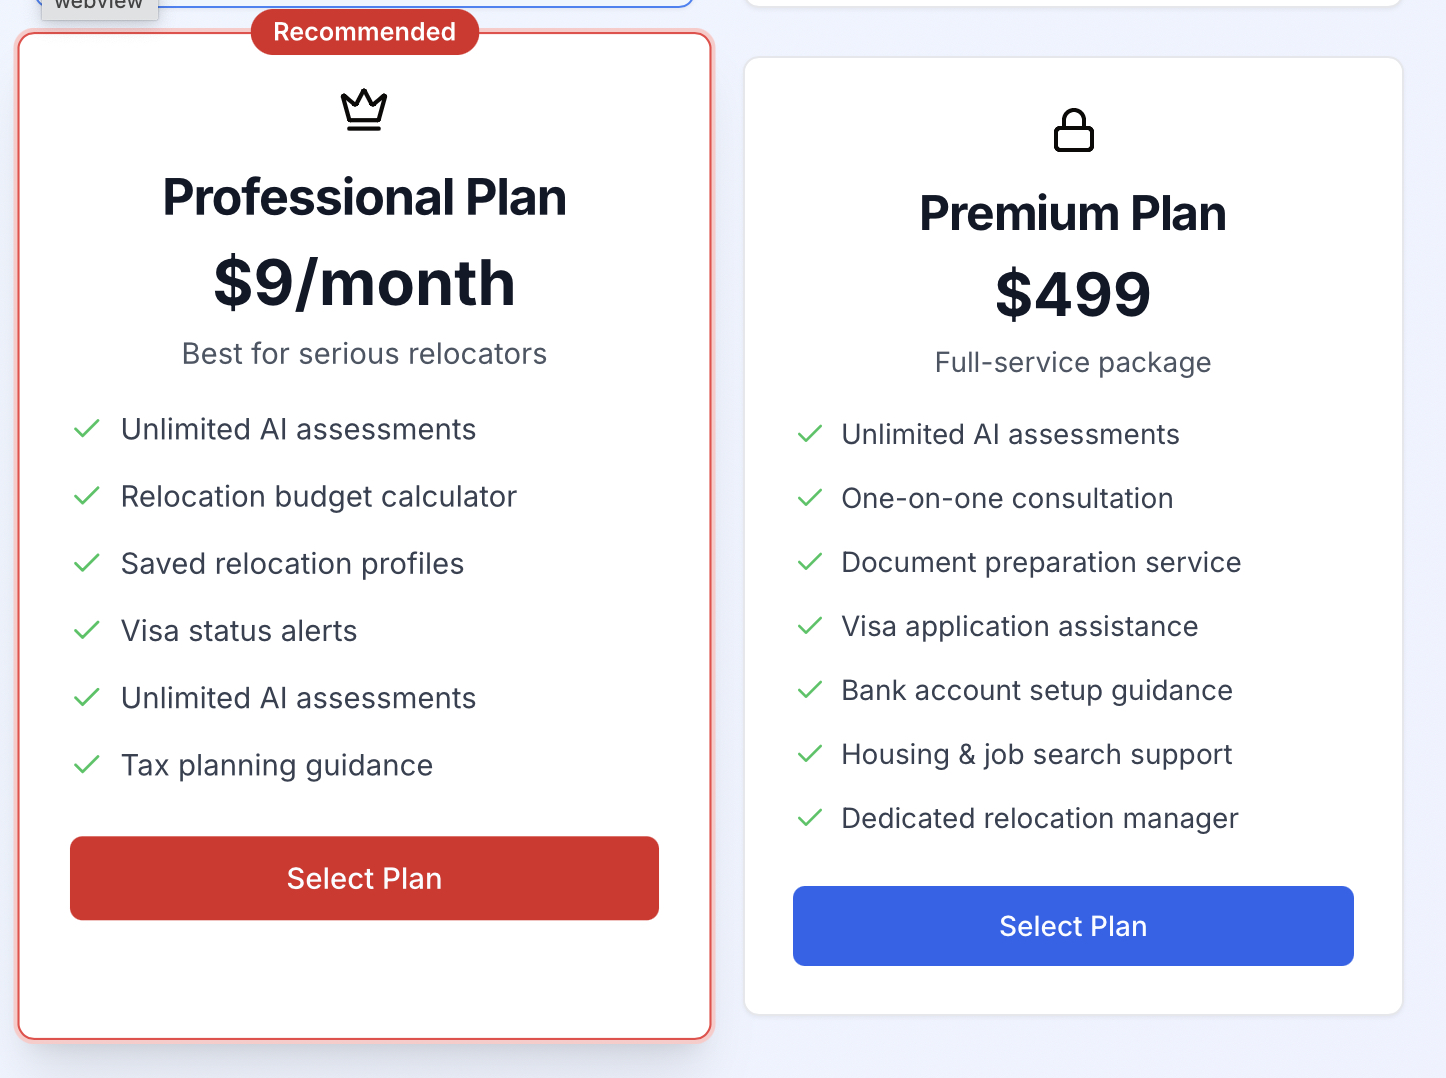 webview
Recommended
Professional Plan
$9/month
Best for serious relocators
Unlimited AI assessments
Relocation budget calculator
Saved relocation profiles
Visa status alerts
Unlimited AI assessments
Tax planning guidance
Select Plan
Premium Plan
$499
Full-service package
Unlimited AI assessments
One-on-one consultation
Document preparation service
Visa application assistance
Bank account setup guidance
Housing & job search support
Dedicated relocation manager
Select Plan